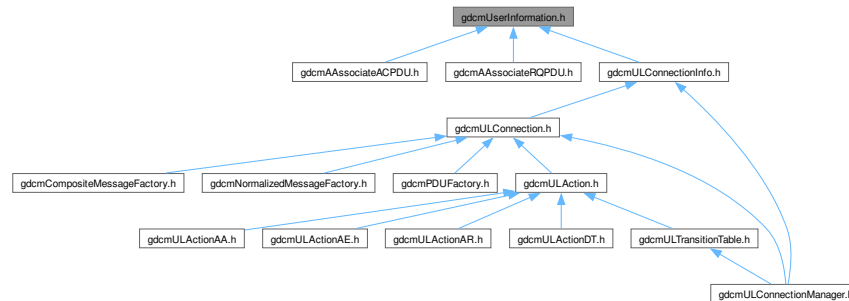 gdcmUserInformation.h
gdcmAAssociateACPDU.h
gdcmAAssociateRQPDU.h
gdcmULConnectionInfo.h
gdcmULConnection.h
gdcmCompositeMessageFactory.h
gdcmNormalizedMessageFactory.h
gdcmPDUFactory.h
gdcmULAction.h
gdcmULActionAA.h
gdcmULActionAE.h
gdcmULActionAR.h
gdcmULActionDT.h
gdcmULTransitionTable.h
gdcmULConnectionManager.h